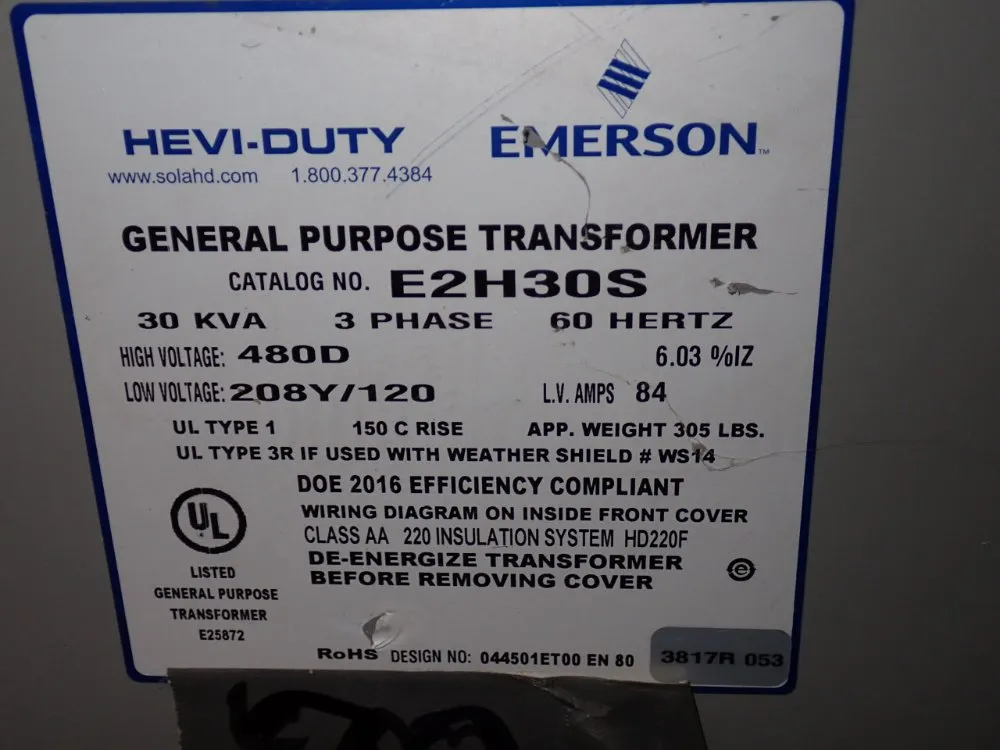 HEVI-DUTY EMERSON™
www.solahd.com 1.800.377.4384
GENERAL PURPOSE TRANSFORMER
CATALOG NO. E2H30S
30 KVA 3 PHASE 60 HERTZ
HIGH VOLTAGE: 480D 6.03 %IZ
LOW VOLTAGE: 208Y/120 L.V. AMPS 84
UL TYPE 1 150 C RISE APP. WEIGHT 305 LBS.
UL TYPE 3R IF USED WITH WEATHER SHIELD # WS14
DOE 2016 EFFICIENCY COMPLIANT
WIRING DIAGRAM ON INSIDE FRONT COVER
CLASS AA 220 INSULATION SYSTEM HD220F
DE-ENERGIZE TRANSFORMER
BEFORE REMOVING COVER
UL
LISTED
GENERAL PURPOSE
TRANSFORMER
E25872
e
RoHS DESIGN NO: 044501ET00 EN 80 3817R 053